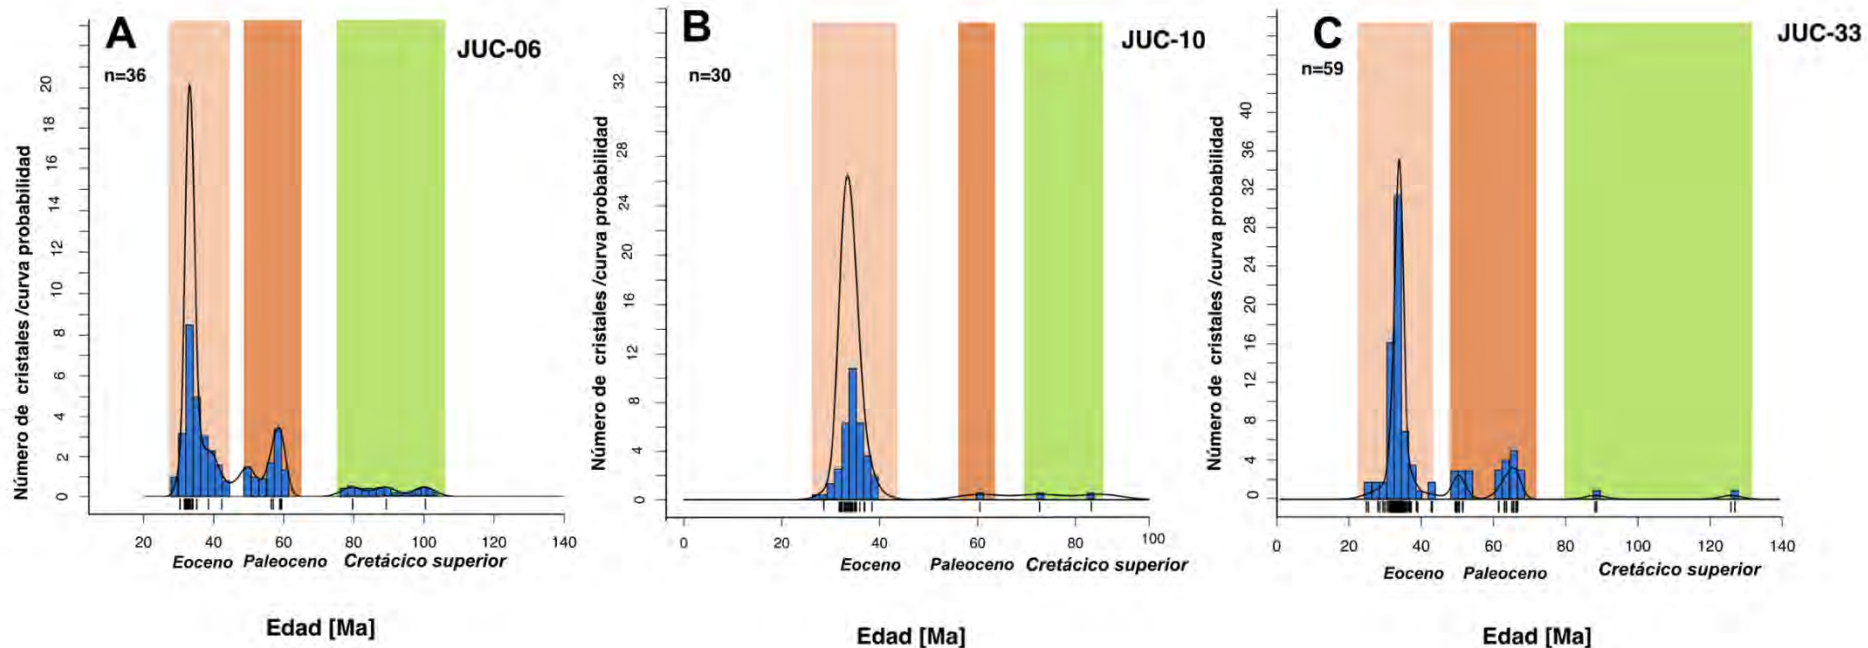 A
JUC-06
n=36
Número de cristales /curva probabilidad
20
18
16
14
12
10
8
6
4
2
0
20 40 60 80 100 120 140
Eoceno Paleoceno Cretácico superior
Edad [Ma]
B
JUC-10
n=30
Número de cristales /curva probabilidad
32
28
24
20
16
12
8
4
0
0 20 40 60 80 100
Eoceno Paleoceno Cretácico superior
Edad [Ma]
C
JUC-33
n=59
Número de cristales /curva probabilidad
40
36
32
28
24
20
16
12
8
4
0
0 20 40 60 80 100 120 140
Eoceno Paleoceno Cretácico superior
Edad [Ma]